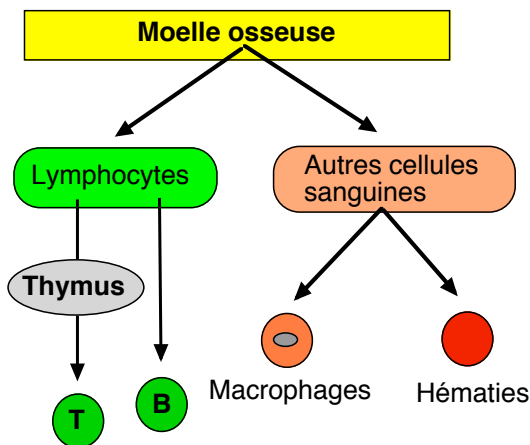 Moelle osseuse
Lymphocytes
Autres cellules
sanguines
Thymus
T
B
Macrophages
Hématies